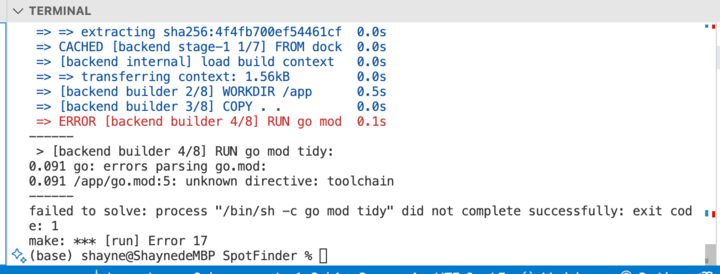 TERMINAL
=> => extracting sha256:4f4fb700ef54461cf 0.0s
=> CACHED [backend stage-1 1/7] FROM dock 0.0s
=> [backend internal] load build context 0.0s
=> => transferring context: 1.56kB 0.0s
=> [backend builder 2/8] WORKDIR /app 0.5s
=> [backend builder 3/8] COPY . . 0.0s
=> ERROR [backend builder 4/8] RUN go mod 0.1s
------
> [backend builder 4/8] RUN go mod tidy:
0.091 go: errors parsing go.mod:
0.091 /app/go.mod:5: unknown directive: toolchain
------
failed to solve: process "/bin/sh -c go mod tidy" did not complete successfully: exit cod
e: 1
make: *** [run] Error 17
(base) shayne@ShaynedeMBP SpotFinder %